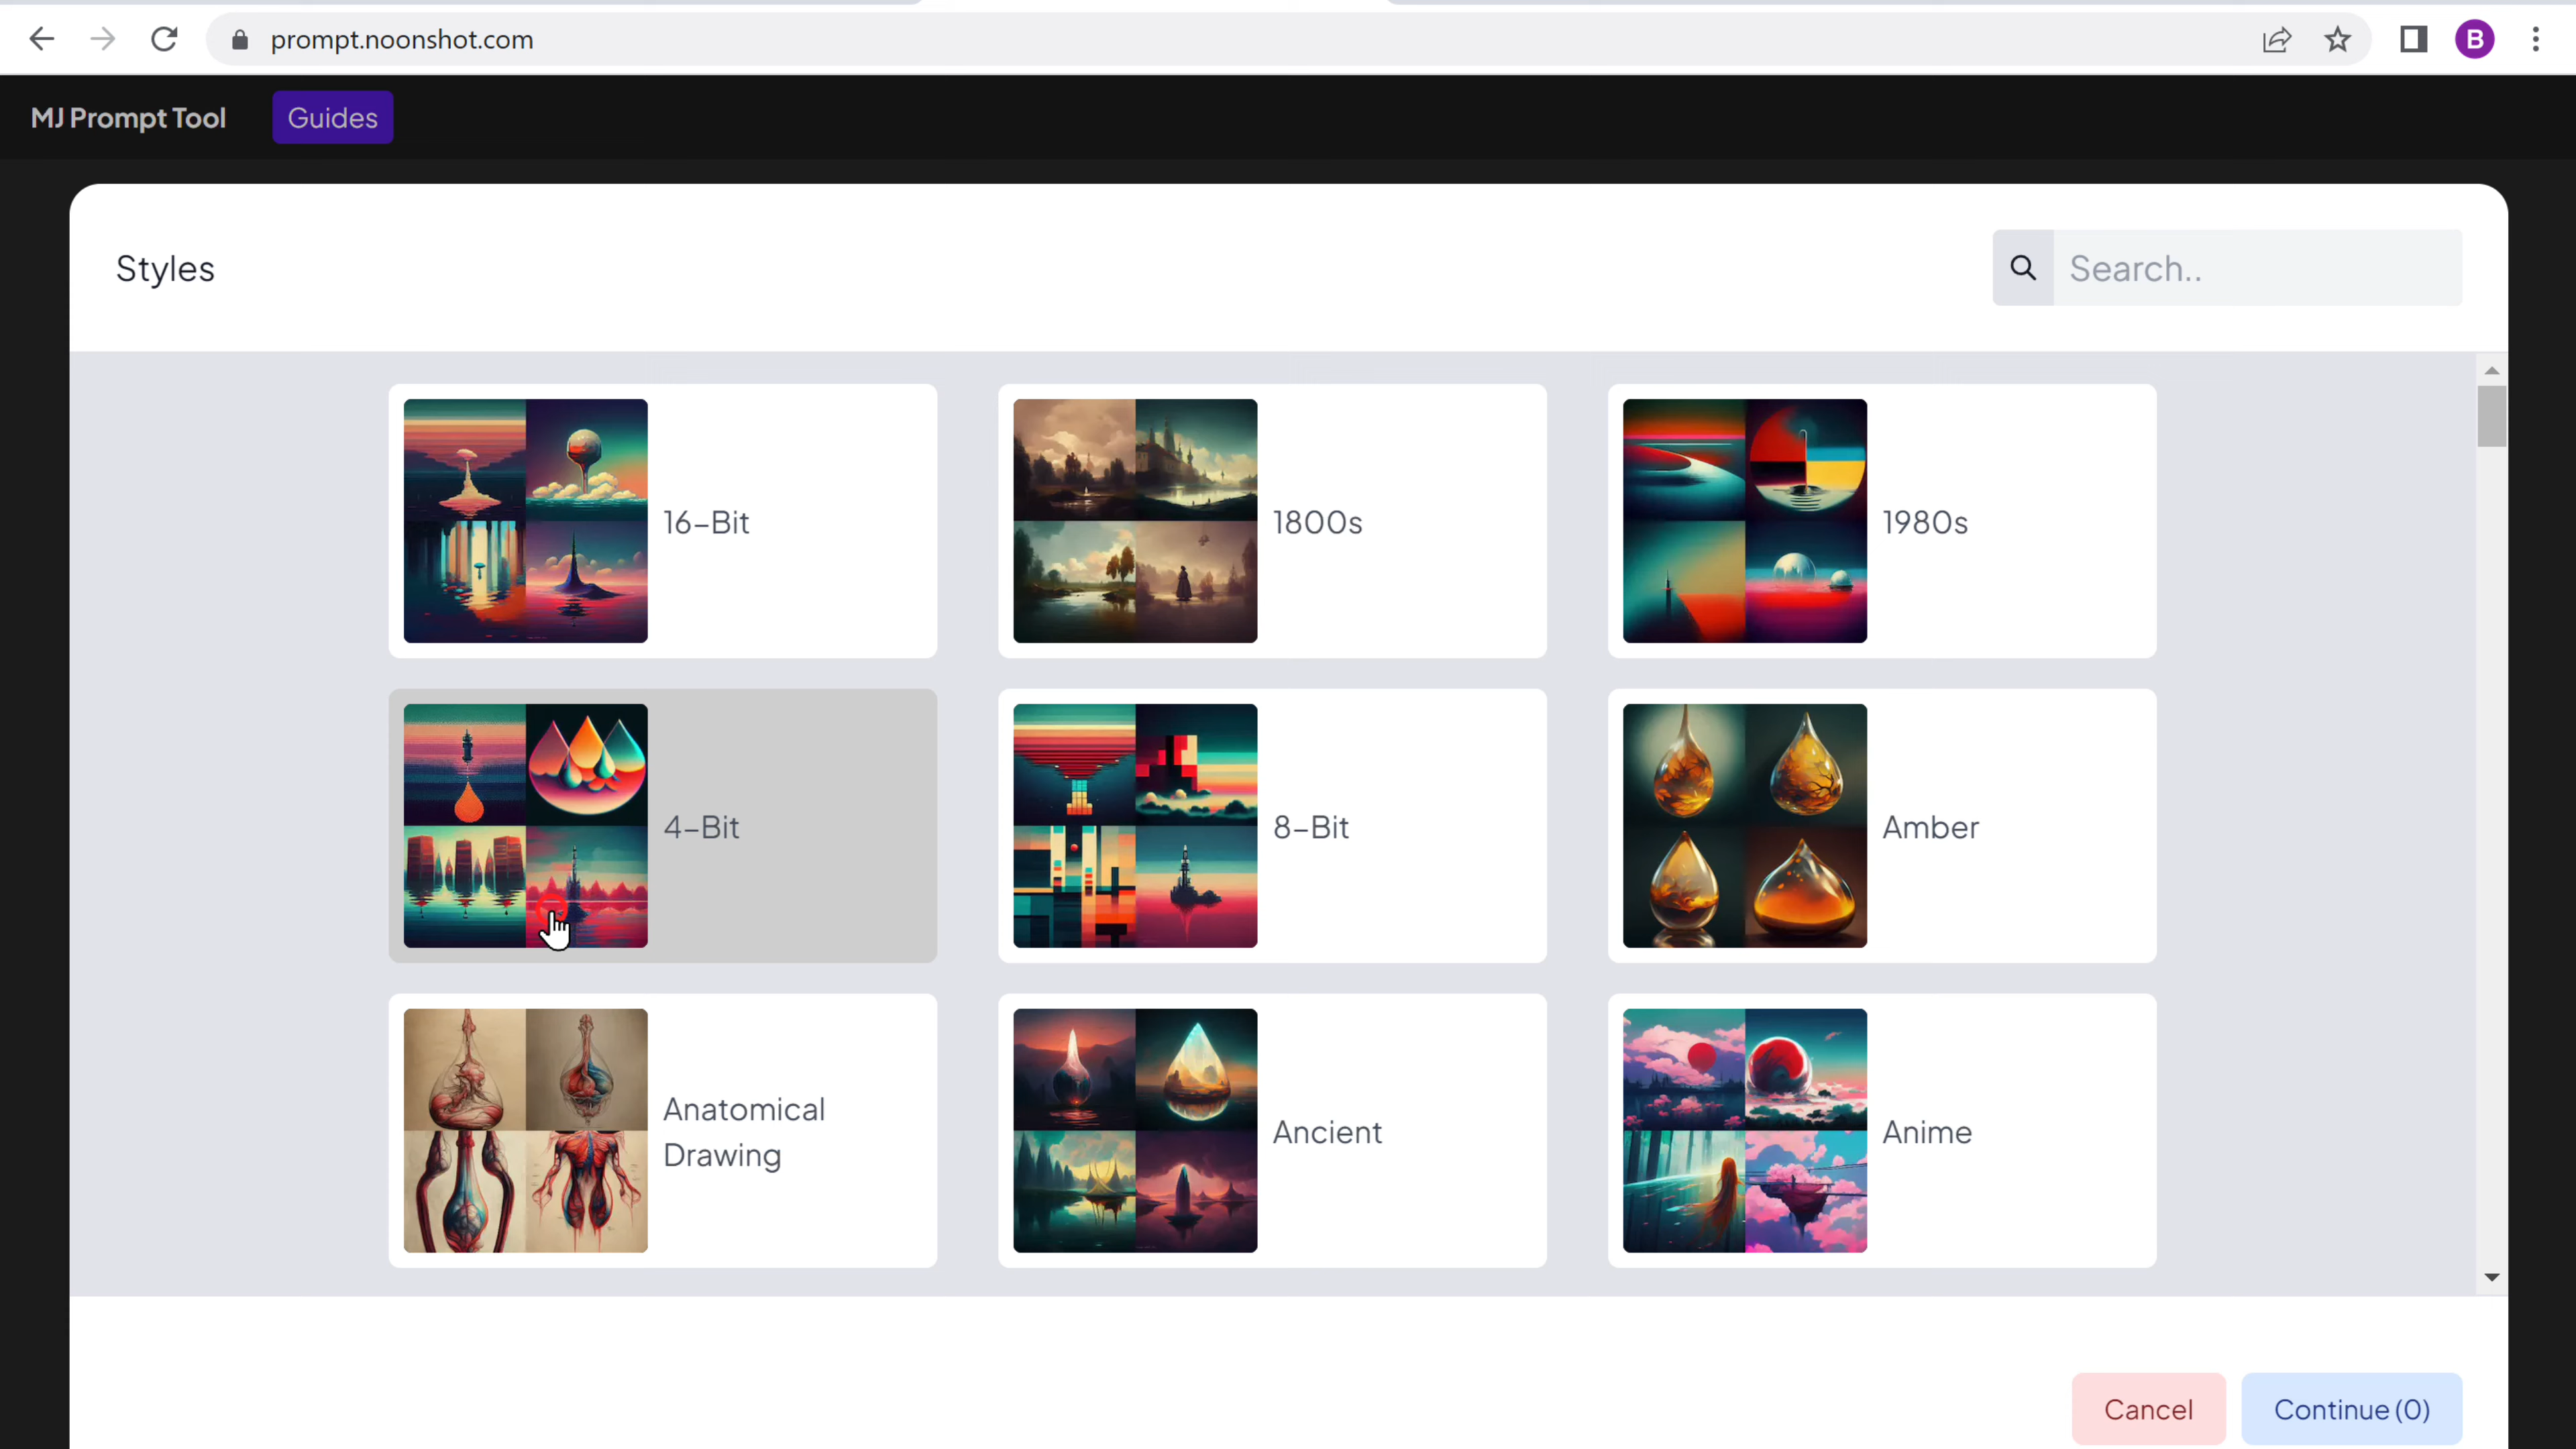 prompt.noonshot.com
B
MJ Prompt Tool
Guides
Styles
Search..
16-Bit
1800s
1980s
4-Bit
8-Bit
Amber
Anatomical
Drawing
Ancient
Anime
Cancel
Continue (0)